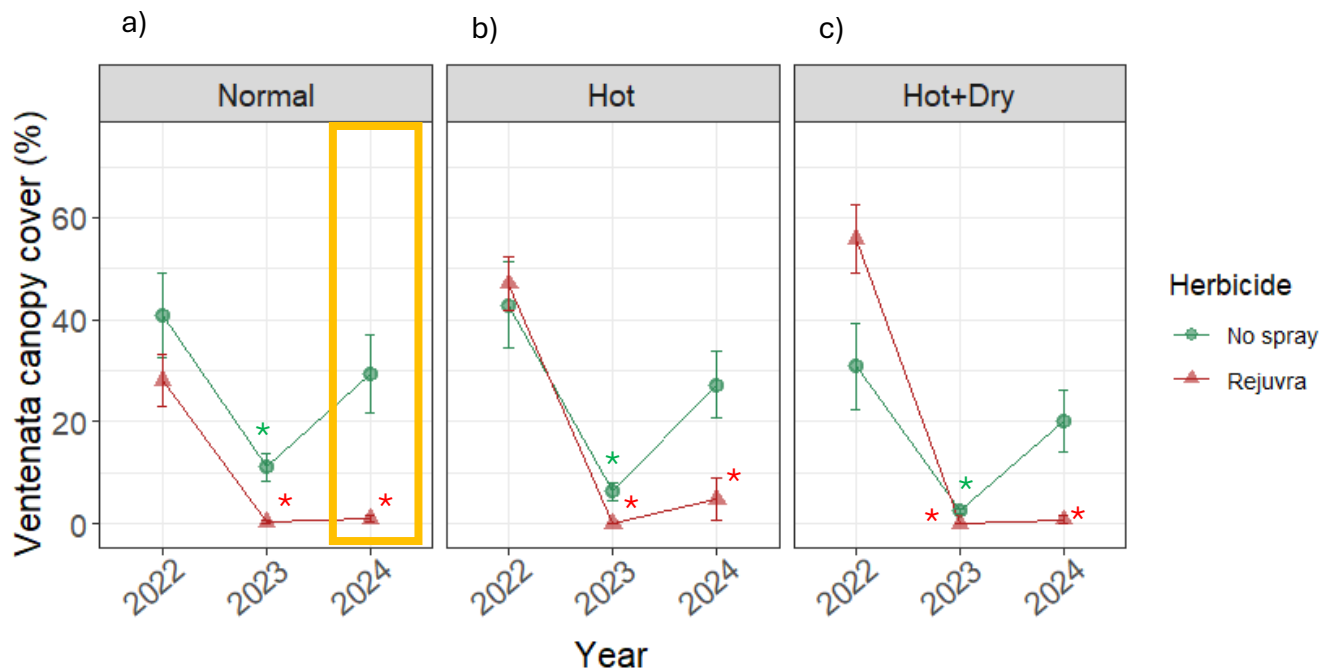 a)
b)
c)
Normal
Hot
Hot+Dry
Ventenata canopy cover (%)
60
40
20
0
*
*
*
*
*
*
*
*
*
2022
2023
2024
2022
2023
2024
2022
2023
2024
Year
Herbicide
No spray
Rejuvra